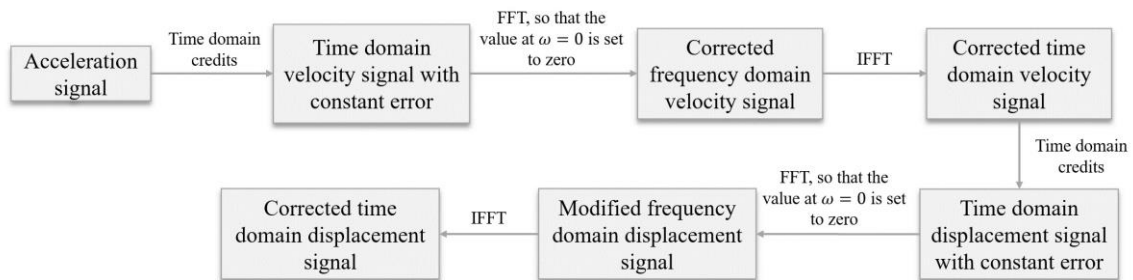 Acceleration
signal
Time domain
credits
Time domain
velocity signal with
constant error
FFT, so that the
value at ω = 0 is set
to zero
Corrected
frequency domain
velocity signal
IFFT
Corrected time
domain velocity
signal
Time domain
credits
Time domain
displacement signal
with constant error
FFT, so that the
value at ω = 0 is set
to zero
Modified frequency
domain displacement
signal
IFFT
Corrected time
domain displacement
signal